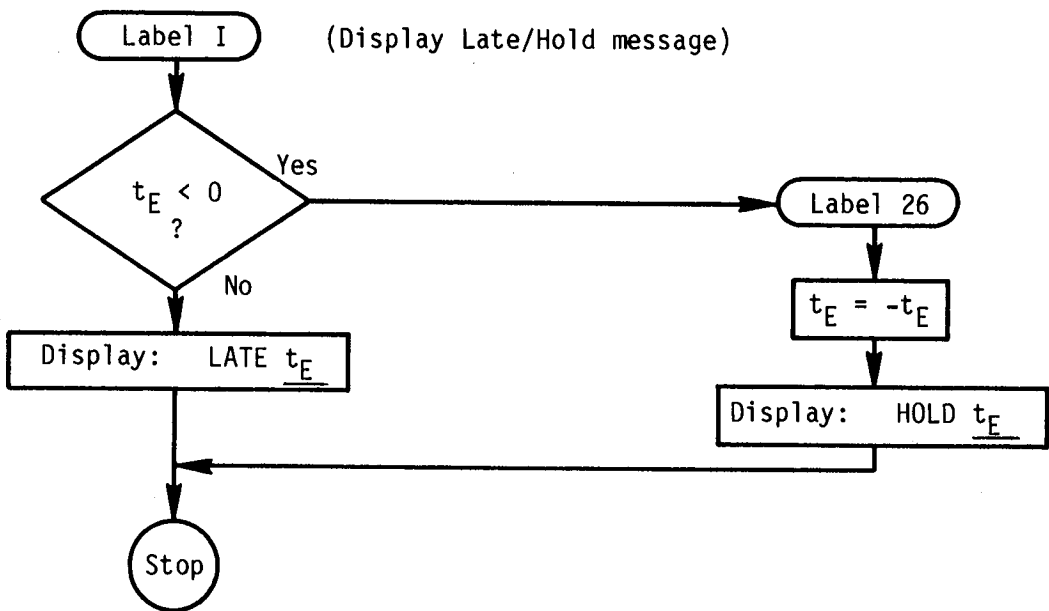 Label I
(Display Late/Hold message)
Yes
t_E < 0
?
No
Label 26
t_E = -t_E
Display: LATE t_E
Display: HOLD t_E
Stop